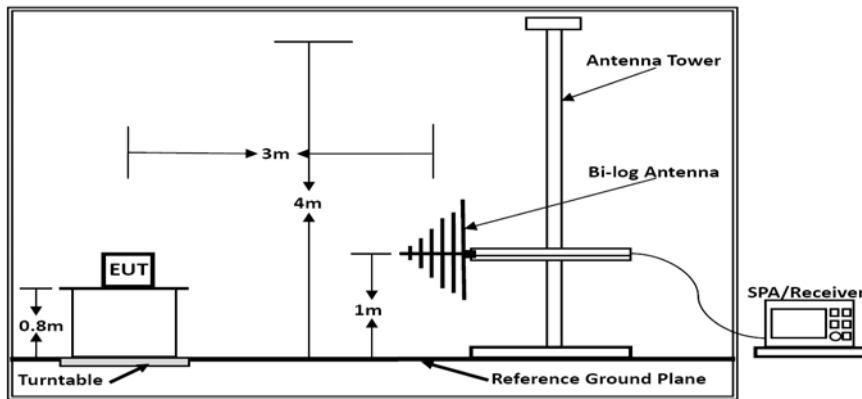 Antenna Tower
3m
Bi-log Antenna
4m
EUT
SPA/Receiver
0.8m
1m
Turntable
Reference Ground Plane